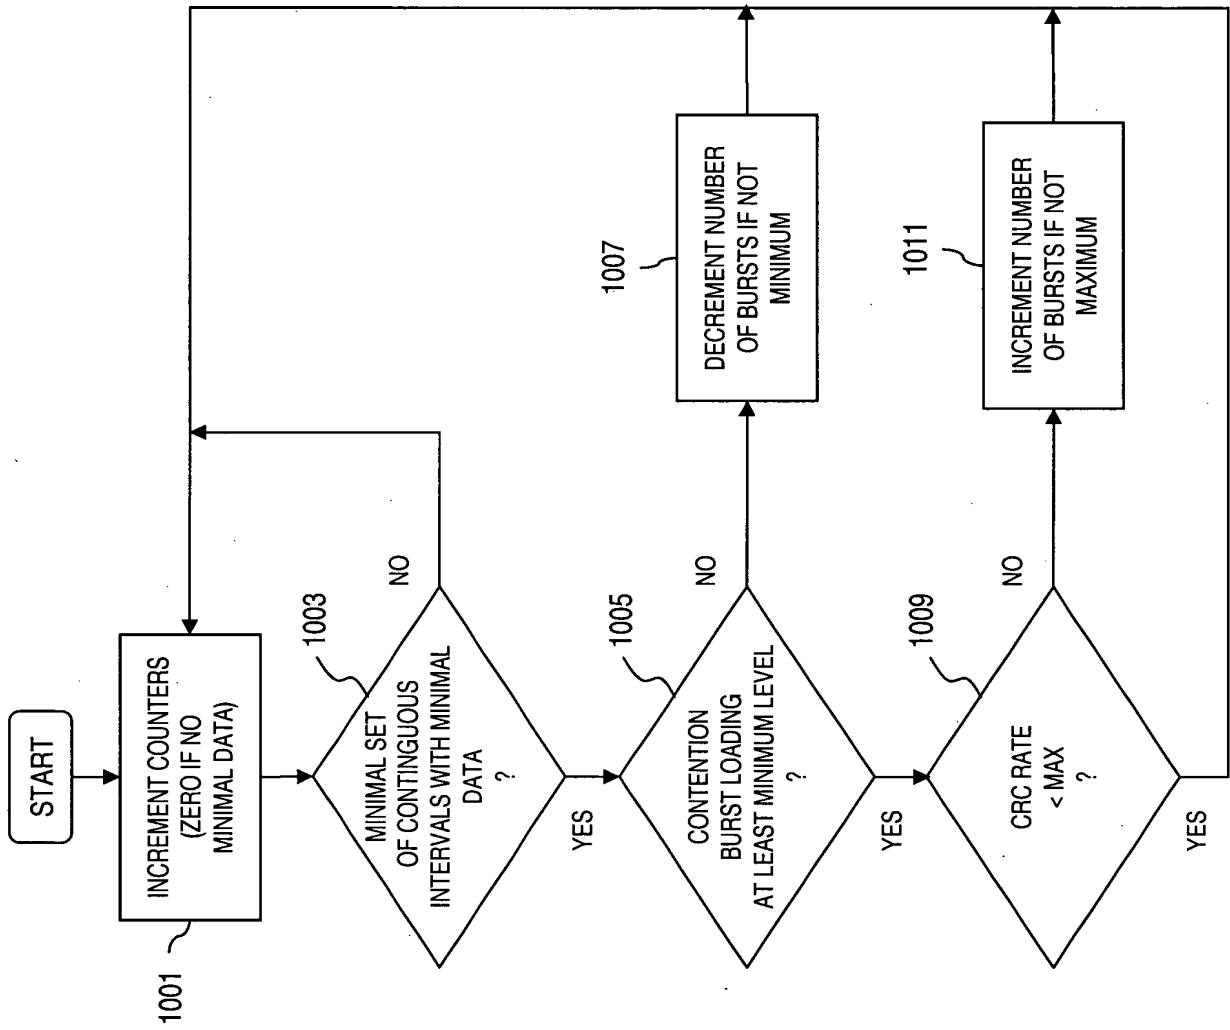 START
INCREMENT COUNTERS
(ZERO IF NO
MINIMAL DATA)
1001
MINIMAL SET
OF CONTINGUOUS
INTERVALS WITH MINIMAL
DATA
?
1003
NO
YES
CONTENTION
BURST LOADING
AT LEAST MINIMUM LEVEL
?
1005
NO
YES
DECREMENT NUMBER
OF BURSTS IF NOT
MINIMUM
1007
CRC RATE
< MAX
?
1009
NO
YES
INCREMENT NUMBER
OF BURSTS IF NOT
MAXIMUM
1011